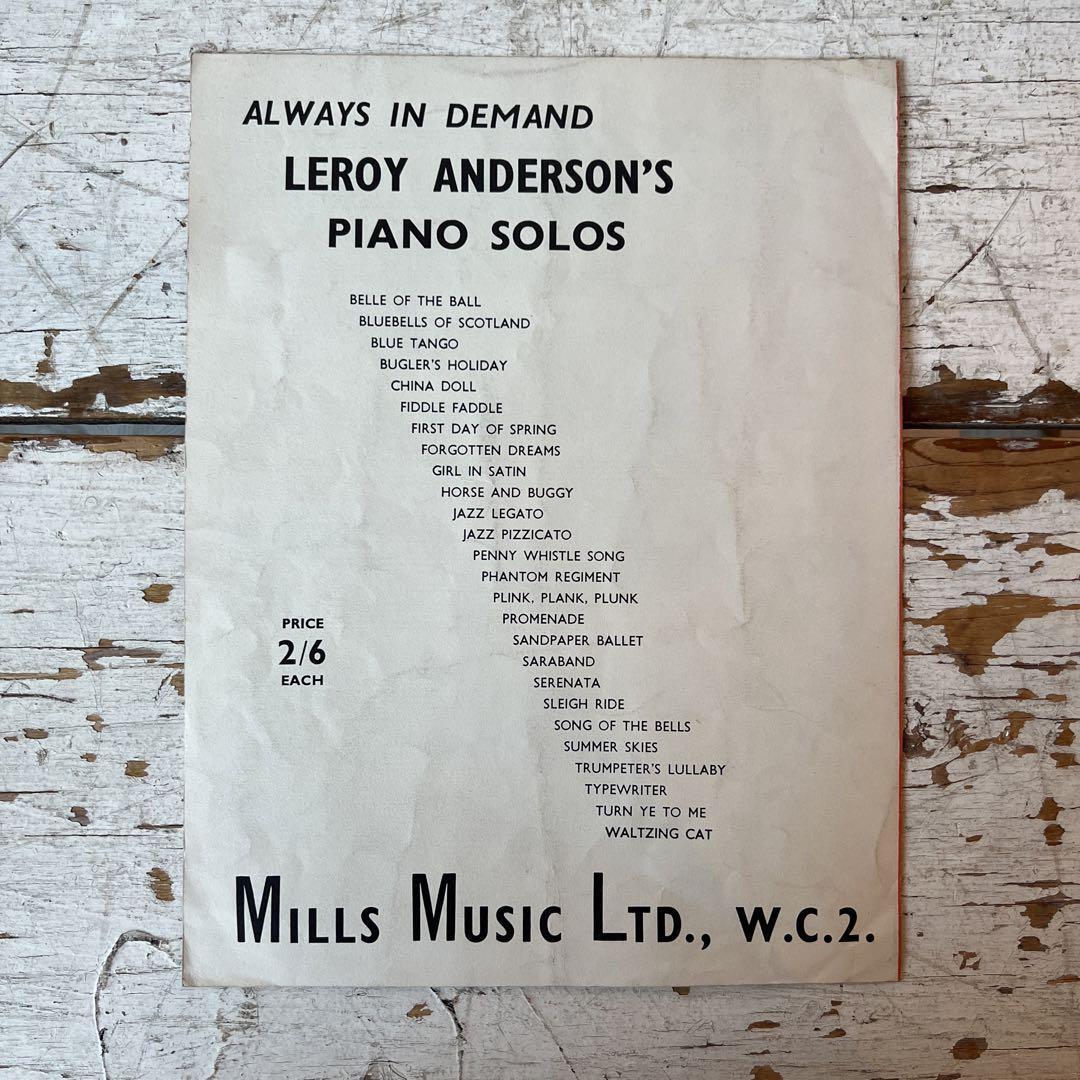 ALWAYS IN DEMAND
LEROY ANDERSON'S
PIANO SOLOS
BELLE OF THE BALL
BLUEBELLS OF SCOTLAND
BLUE TANGO
BUGLER'S HOLIDAY
CHINA DOLL
FIDDLE FADDLE
FIRST DAY OF SPRING
FORGOTTEN DREAMS
GIRL IN SATIN
HORSE AND BUGGY
JAZZ LEGATO
JAZZ PIZZICATO
PENNY WHISTLE SONG
PHANTOM REGIMENT
PLINK, PLANK, PLUNK
PROMENADE
SANDPAPER BALLET
SARABAND
SERENATA
SLEIGH RIDE
SONG OF THE BELLS
SUMMER SKIES
TRUMPETER'S LULLABY
TYPEWRITER
TURN YE TO ME
WALTZING CAT
PRICE
2/6
EACH
MILLS MUSIC LTD., W.C.2.